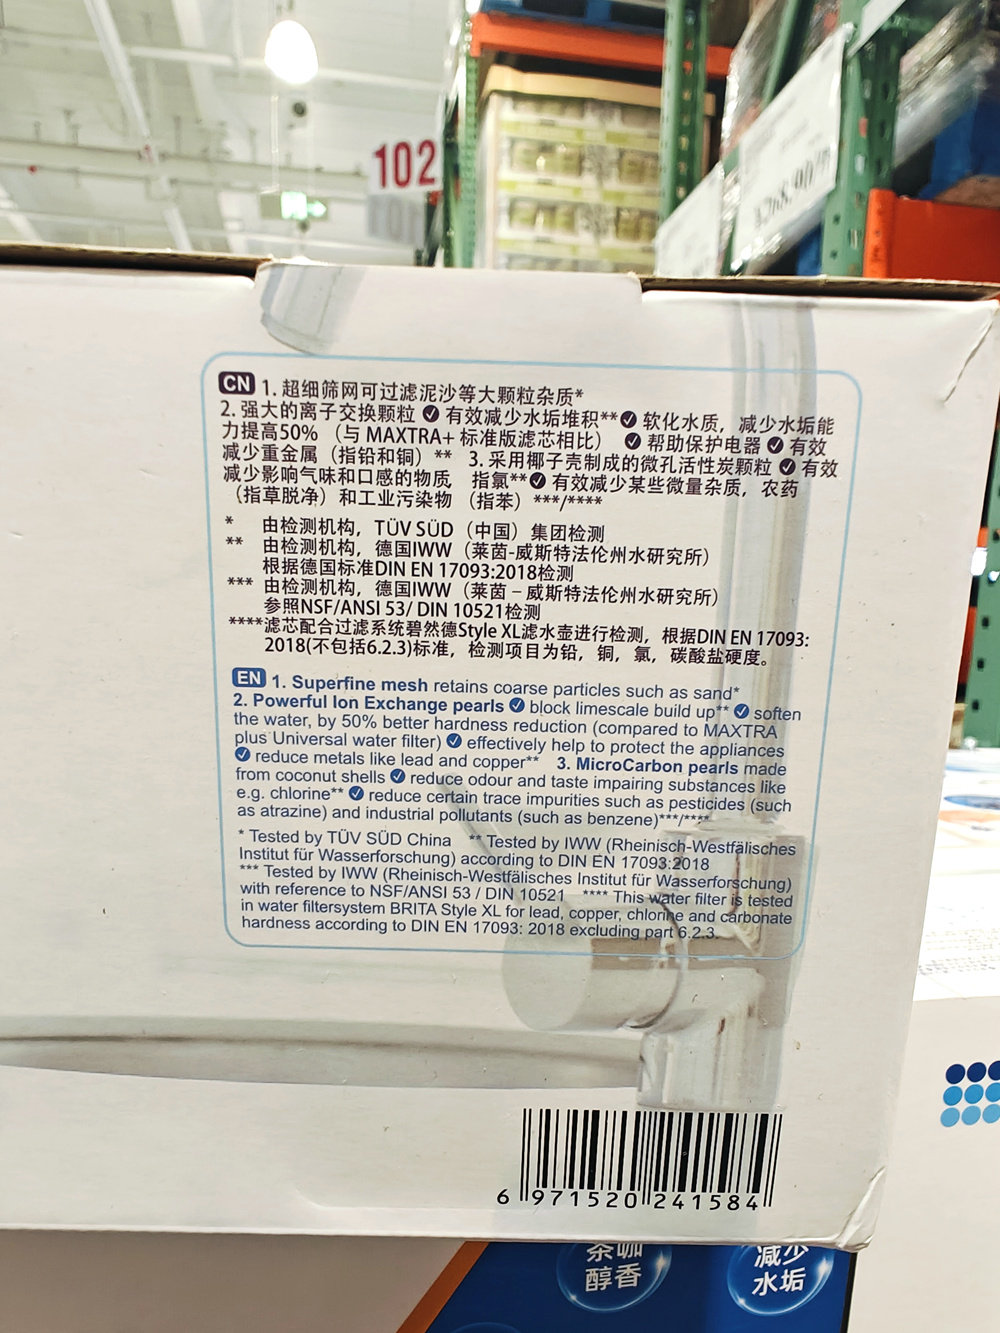 102
CN 1. 超细筛网可过滤泥沙等大颗粒杂质*
2. 强大的离子交换颗粒 有效减少水垢堆积** 软化水质，减少水垢能
力提高50%（与 MAXTRA+ 标准版滤芯相比） 帮助保护电器 有效
减少重金属（指铅和铜）** 3. 采用椰子壳制成的微孔活性炭颗粒 有效
减少影响气味和口感的物质，指氯** 有效减少某些微量杂质，农药
（指草脱净）和工业污染物（指苯）***/****
* 由检测机构，TÜV SÜD（中国）集团检测
** 由检测机构，德国IWW（莱茵-威斯特法伦州水研究所）
根据德国标准DIN EN 17093:2018检测
*** 由检测机构，德国IWW（莱茵－威斯特法伦州水研究所）
参照NSF/ANSI 53/ DIN 10521检测
****滤芯配合过滤系统碧然德Style XL滤水壶进行检测，根据DIN EN 17093:
2018(不包括6.2.3)标准，检测项目为铅，铜，氯，碳酸盐硬度。
EN 1. Superfine mesh retains coarse particles such as sand*
2. Powerful Ion Exchange pearls block limescale build up** soften
the water, by 50% better hardness reduction (compared to MAXTRA
plus Universal water filter) effectively help to protect the appliances
reduce metals like lead and copper** 3. MicroCarbon pearls made
from coconut shells reduce odour and taste impairing substances like
e.g. chlorine** reduce certain trace impurities such as pesticides (such
as atrazine) and industrial pollutants (such as benzene)***/****
* Tested by TÜV SÜD China ** Tested by IWW (Rheinisch-Westfälisches
Institut für Wasserforschung) according to DIN EN 17093:2018
*** Tested by IWW (Rheinisch-Westfälisches Institut für Wasserforschung)
with reference to NSF/ANSI 53 / DIN 10521 **** This water filter is tested
in water filtersystem BRITA Style XL for lead, copper, chlorine and carbonate
hardness according to DIN EN 17093: 2018 excluding part 6.2.3.
6 971520 241584
茶咖
醇香
减少
水垢